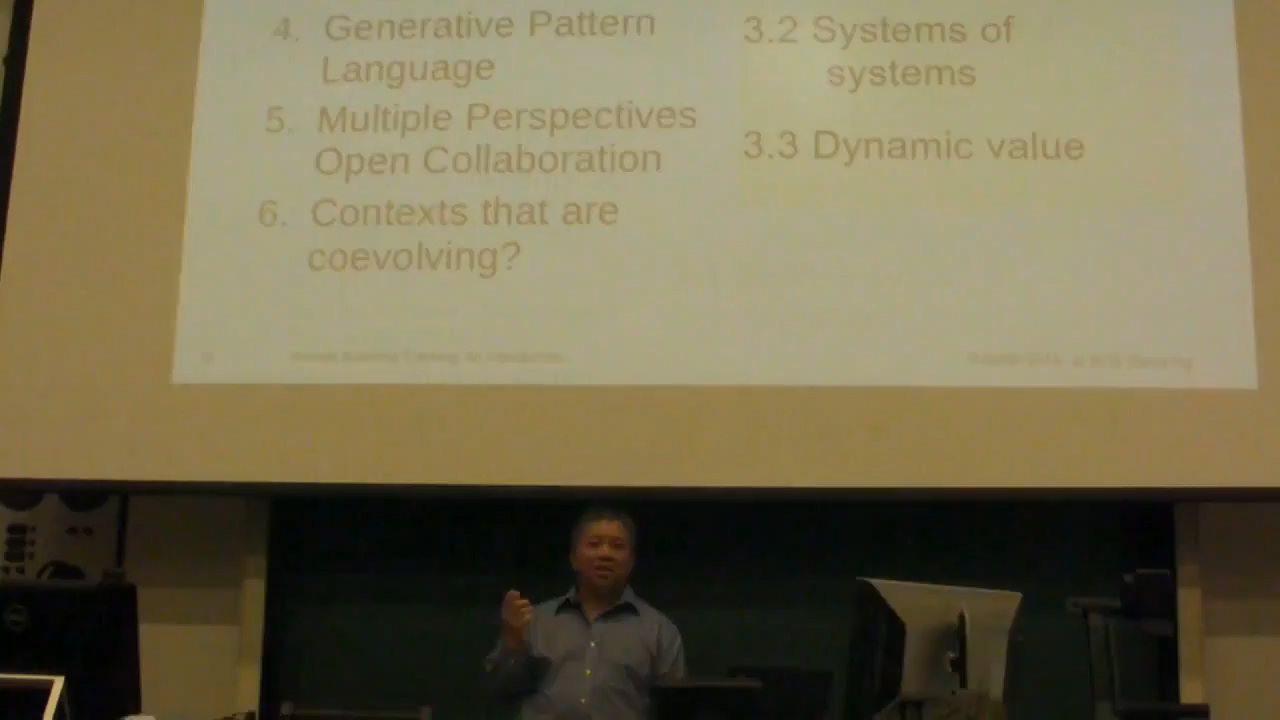 4. Generative Pattern
Language
5. Multiple Perspectives
Open Collaboration
6. Contexts that are
coevolving?
3.2 Systems of
systems
3.3 Dynamic value